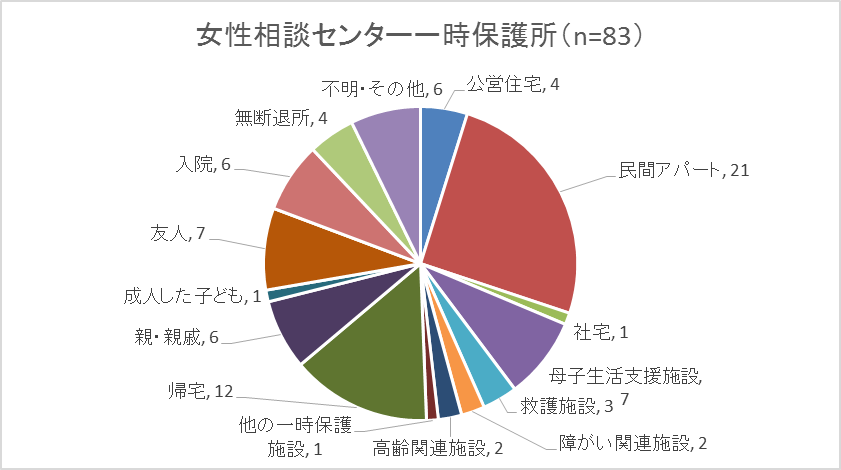 女性相談センター一時保護所（n=83）
公営住宅, 4
民間アパート, 21
社宅, 1
母子生活支援施設,
7
救護施設, 3
障がい関連施設, 2
高齢関連施設, 2
他の一時保護
施設, 1
帰宅, 12
親・親戚, 6
成人した子ども, 1
友人, 7
入院, 6
無断退所, 4
不明・その他, 6